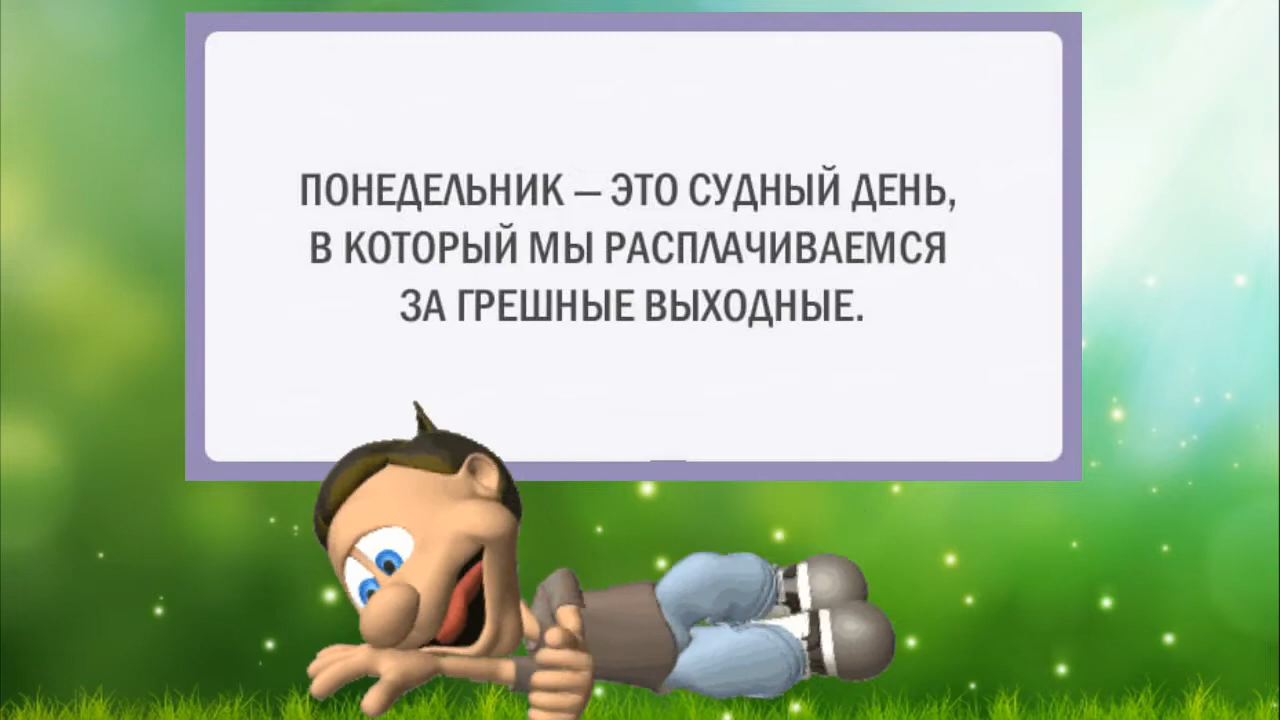 ПОНЕДЕЛЬНИК — ЭТО СУДНЫЙ ДЕНЬ,
В КОТОРЫЙ МЫ РАСПЛАЧИВАЕМСЯ
ЗА ГРЕШНЫЕ ВЫХОДНЫЕ.